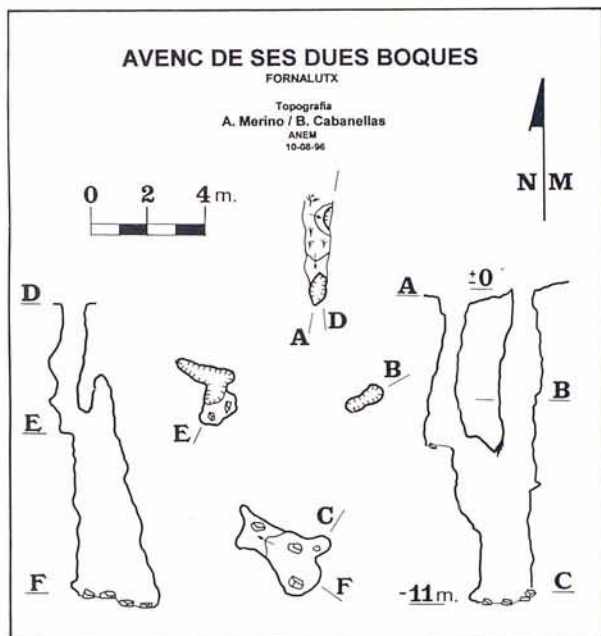 AVENC DE SES DUES BOQUES
FORNALUTX
Topografia
A. Merino / B. Cabanellas
ANEM
10-08-96
0 2 4 m.
N M
D
A
±0
A D
B
B
E
E
C
F
F
-11 m.
C